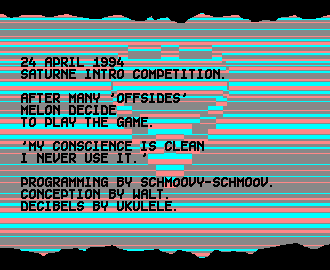 24 APRIL 1994
SATURNE INTRO COMPETITION.
AFTER MANY 'OFFSIDES'
MELON DECIDE
TO PLAY THE GAME.
'MY CONSCIENCE IS CLEAN
I NEVER USE IT.'
PROGRAMMING BY SCHMOOVY-SCHMOOV.
CONCEPTION BY WALT.
DECIBELS BY UKULELE.